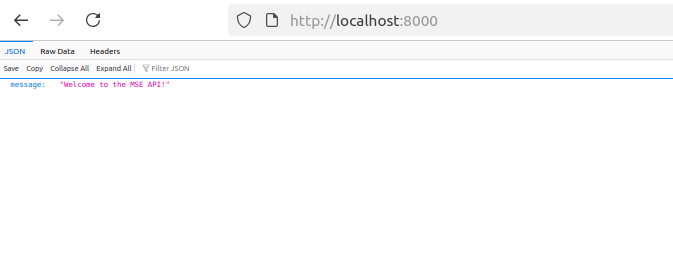 http://localhost:8000
JSON Raw Data Headers
Save Copy Collapse All Expand All Filter JSON
message: "Welcome to the MSE API!"